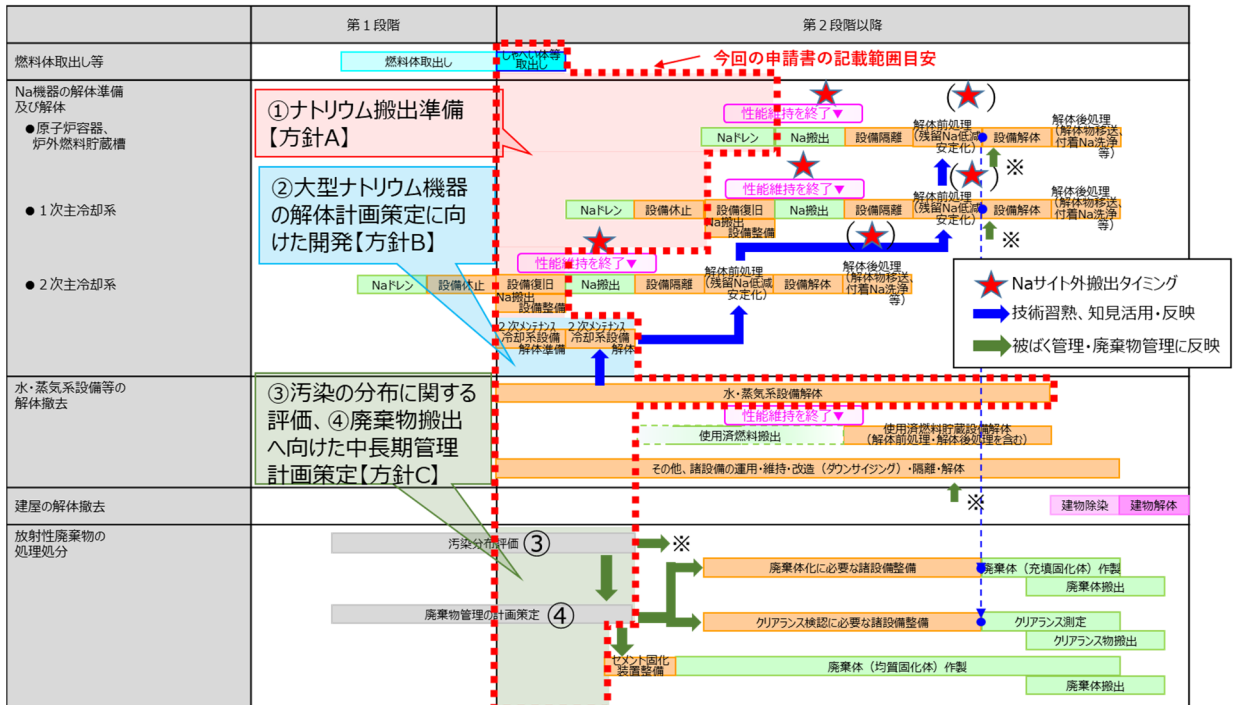 第１段階
第２段階以降
燃料体取出し等
燃料体取出し
しゃへい体等
取出し
今回の申請書の記載範囲目安
Na機器の解体準備
及び解体
●原子炉容器、
炉外燃料貯蔵槽
①ナトリウム搬出準備
【方針A】
性能維持を終了▼
Naドレン
Na搬出
設備隔離
解体前処理
(残留Na低減
安定化)
設備解体
解体後処理
(解体物移送、
付着Na洗浄
等)
※
②大型ナトリウム機器
の解体計画策定に向
けた開発【方針B】
性能維持を終了▼
●１次主冷却系
Naドレン
設備休止
設備復旧
Na搬出
設備整備
Na搬出
設備隔離
解体前処理
(残留Na低減
安定化)
設備解体
解体後処理
(解体物移送、
付着Na洗浄
等)
※
性能維持を終了▼
●２次主冷却系
Naドレン
設備休止
設備復旧
Na搬出
設備整備
Na搬出
設備隔離
解体前処理
(残留Na低減
安定化)
設備解体
解体後処理
(解体物移送、
付着Na洗浄
等)
２次メンテナンス
冷却系設備
解体準備
２次メンテナンス
冷却系設備
解体
Naサイト外搬出タイミング
技術習熟、知見活用・反映
被ばく管理・廃棄物管理に反映
水・蒸気系設備等の
解体撤去
③汚染の分布に関する
評価、④廃棄物搬出
へ向けた中長期管理
計画策定【方針C】
水・蒸気系設備解体
性能維持を終了▼
使用済燃料搬出
使用済燃料貯蔵設備解体
(解体前処理・解体後処理を含む)
その他、諸設備の運用・維持・改造（ダウンサイジング）・隔離・解体
※
建屋の解体撤去
建物除染
建物解体
放射性廃棄物の
処理処分
汚染分布評価 ③
※
廃棄体化に必要な諸設備整備
廃棄体（充填固化体）作製
廃棄体搬出
廃棄物管理の計画策定 ④
クリアランス検認に必要な諸設備整備
クリアランス測定
クリアランス物搬出
セメント固化
装置整備
廃棄体（均質固化体）作製
廃棄体搬出